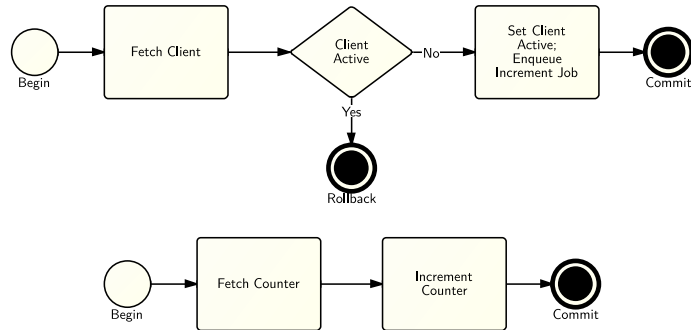 Begin
Fetch Client
Client
Active
No
Set Client
Active;
Enqueue
Increment Job
Commit
Yes
Rollback
Begin
Fetch Counter
Increment
Counter
Commit